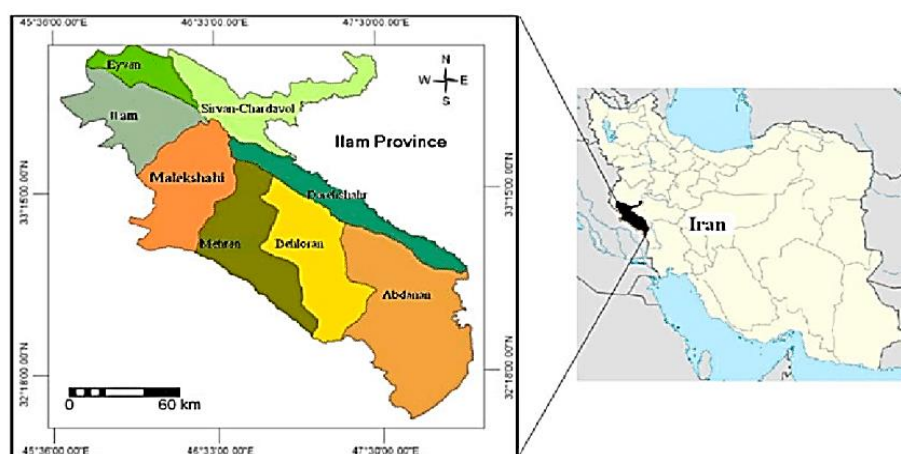 45°36'00.00"E
46°33'00.00"E
47°30'00.00"E
Eyvan
N
W E
S
Sirvan-Chardavol
Ilam
Ilam Province
Malekshahi
33°15'00.00"N
33°15'00.00"N
Darehshahr
Mehran
Dehloran
Abdanan
Iran
32°18'00.00"N
32°18'00.00"N
0 60 km
45°36'00.00"E
46°33'00.00"E
47°30'00.00"E